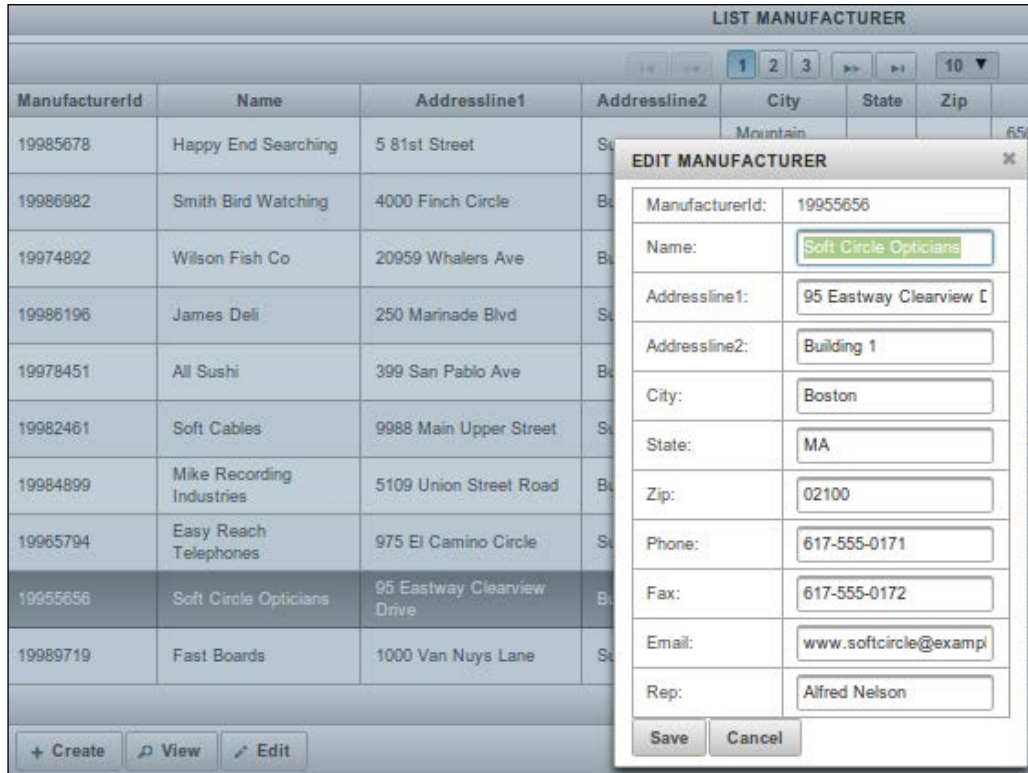 LIST MANUFACTURER
1 2 3 10
ManufacturerId Name Addressline1 Addressline2 City State Zip
19985678 Happy End Searching 5 81st Street Mountain
19986982 Smith Bird Watching 4000 Finch Circle
19974892 Wilson Fish Co 20959 Whalers Ave
19986196 James Deli 250 Marinade Blvd
19978451 All Sushi 399 San Pablo Ave
19982461 Soft Cables 9988 Main Upper Street
19984899 Mike Recording
Industries 5109 Union Street Road
19965794 Easy Reach
Telephones 975 El Camino Circle
19955656 Soft Circle Opticians 95 Eastway Clearview
Drive
19989719 Fast Boards 1000 Van Nuys Lane
+ Create View Edit
EDIT MANUFACTURER
ManufacturerId: 19955656
Name: Soft Circle Opticians
Addressline1: 95 Eastway Clearview D
Addressline2: Building 1
City: Boston
State: MA
Zip: 02100
Phone: 617-555-0171
Fax: 617-555-0172
Email: www.softcircle@exampl
Rep: Alfred Nelson
Save Cancel